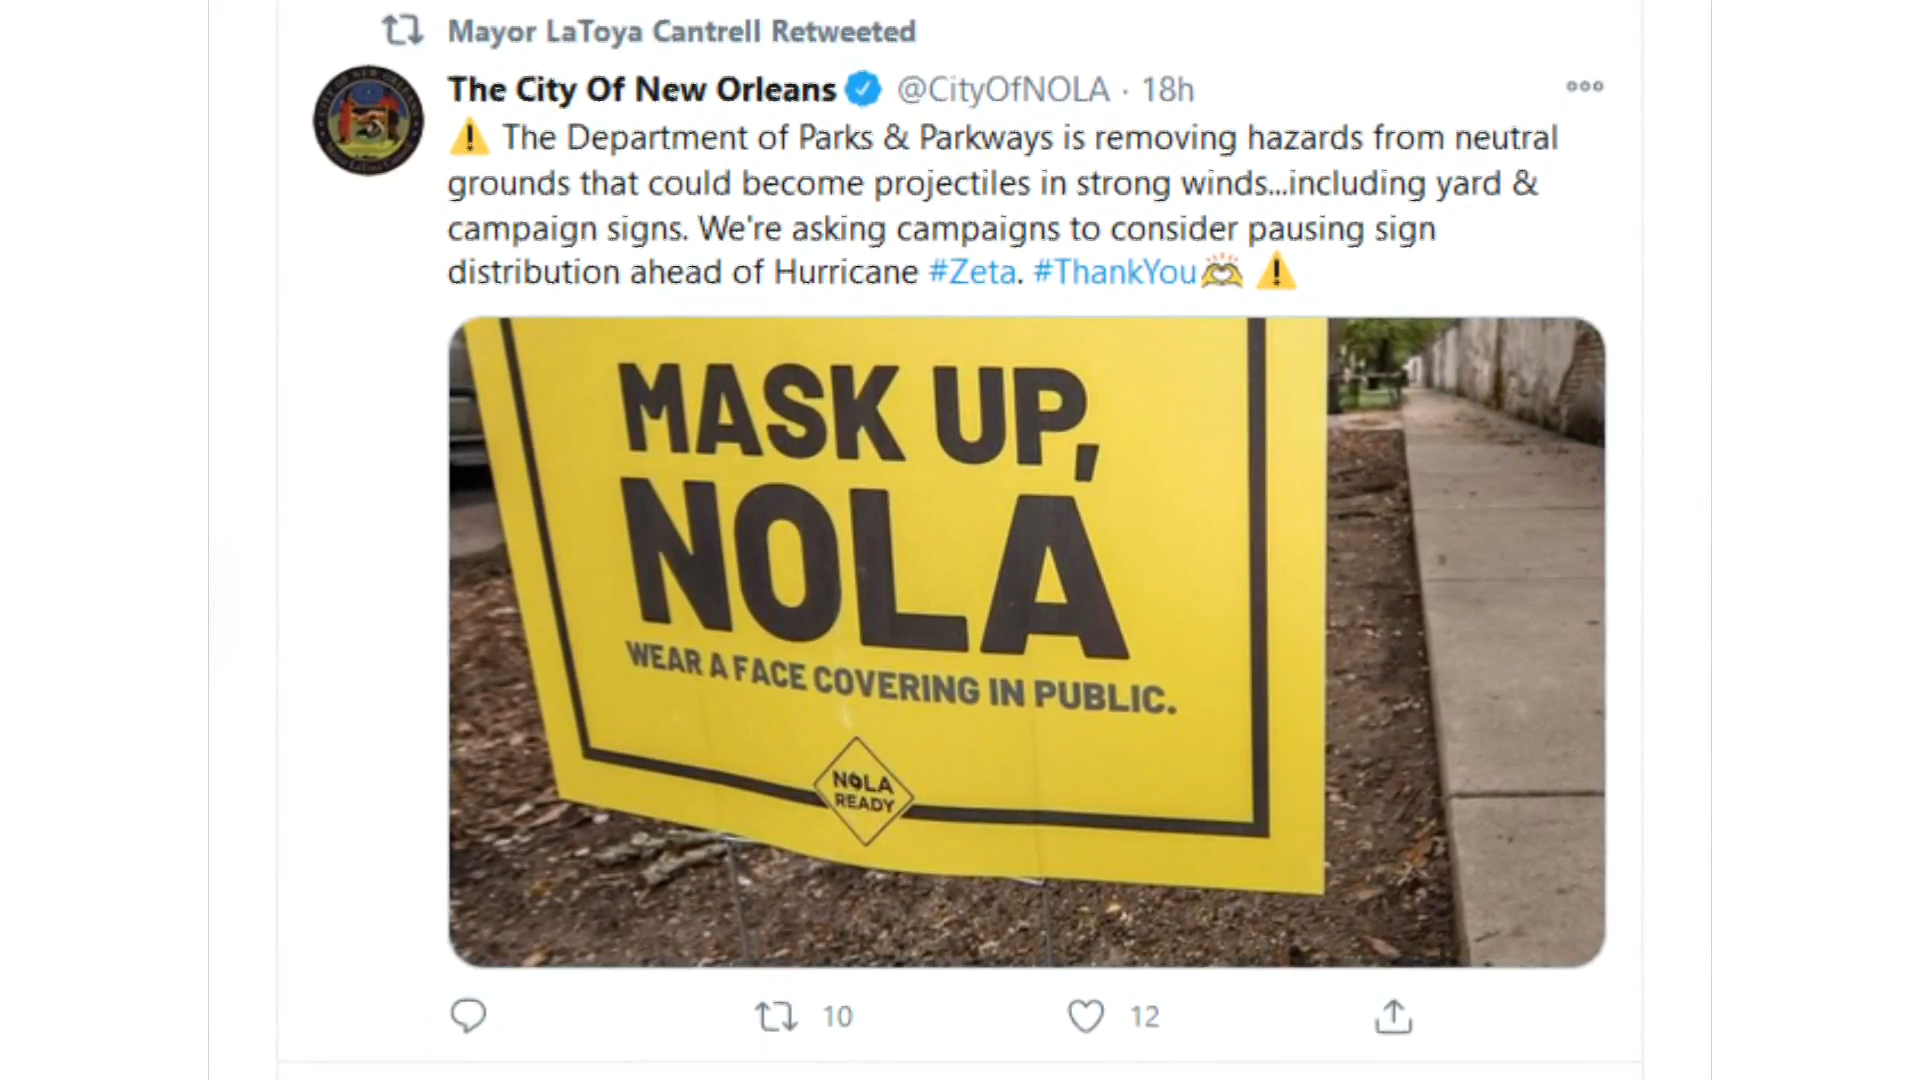 Mayor LaToya Cantrell Retweeted
The City Of New Orleans @CityOfNOLA · 18h
⚠️ The Department of Parks & Parkways is removing hazards from neutral
grounds that could become projectiles in strong winds...including yard &
campaign signs. We're asking campaigns to consider pausing sign
distribution ahead of Hurricane #Zeta. #ThankYou🫶 ⚠️
MASK UP,
NOLA
WEAR A FACE COVERING IN PUBLIC.
NOLA
READY
10 12